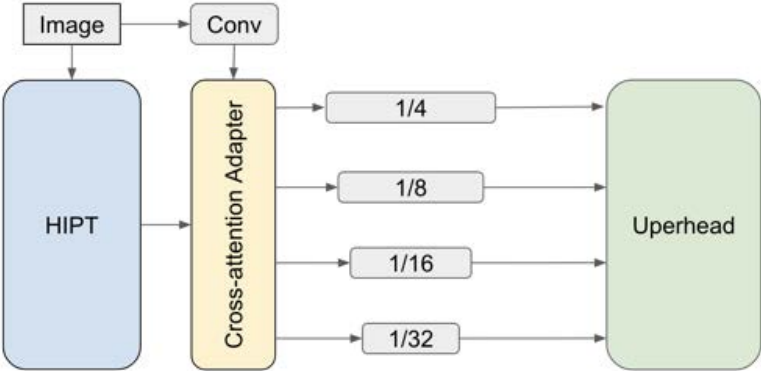 Image
Conv
HIPT
Cross-attention Adapter
1/4
1/8
1/16
1/32
Uperhead